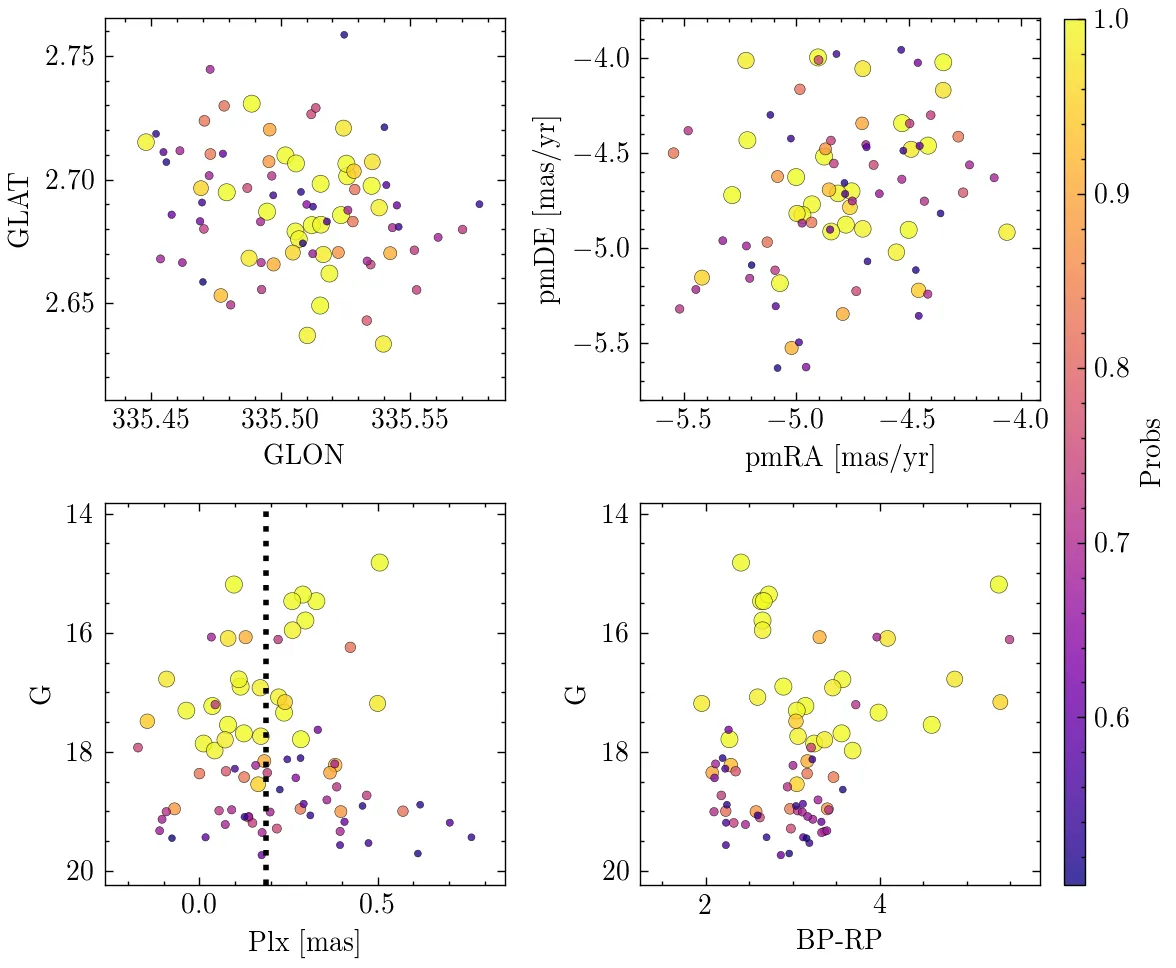 2.75
2.70
2.65
GLAT
335.45 335.50 335.55
GLON
−4.0
−4.5
−5.0
−5.5
pmDE [mas/yr]
−5.5 −5.0 −4.5 −4.0
pmRA [mas/yr]
14
16
18
20
G
0.0 0.5
Plx [mas]
14
16
18
20
G
2 4
BP-RP
1.0
0.9
0.8
0.7
0.6
Probs